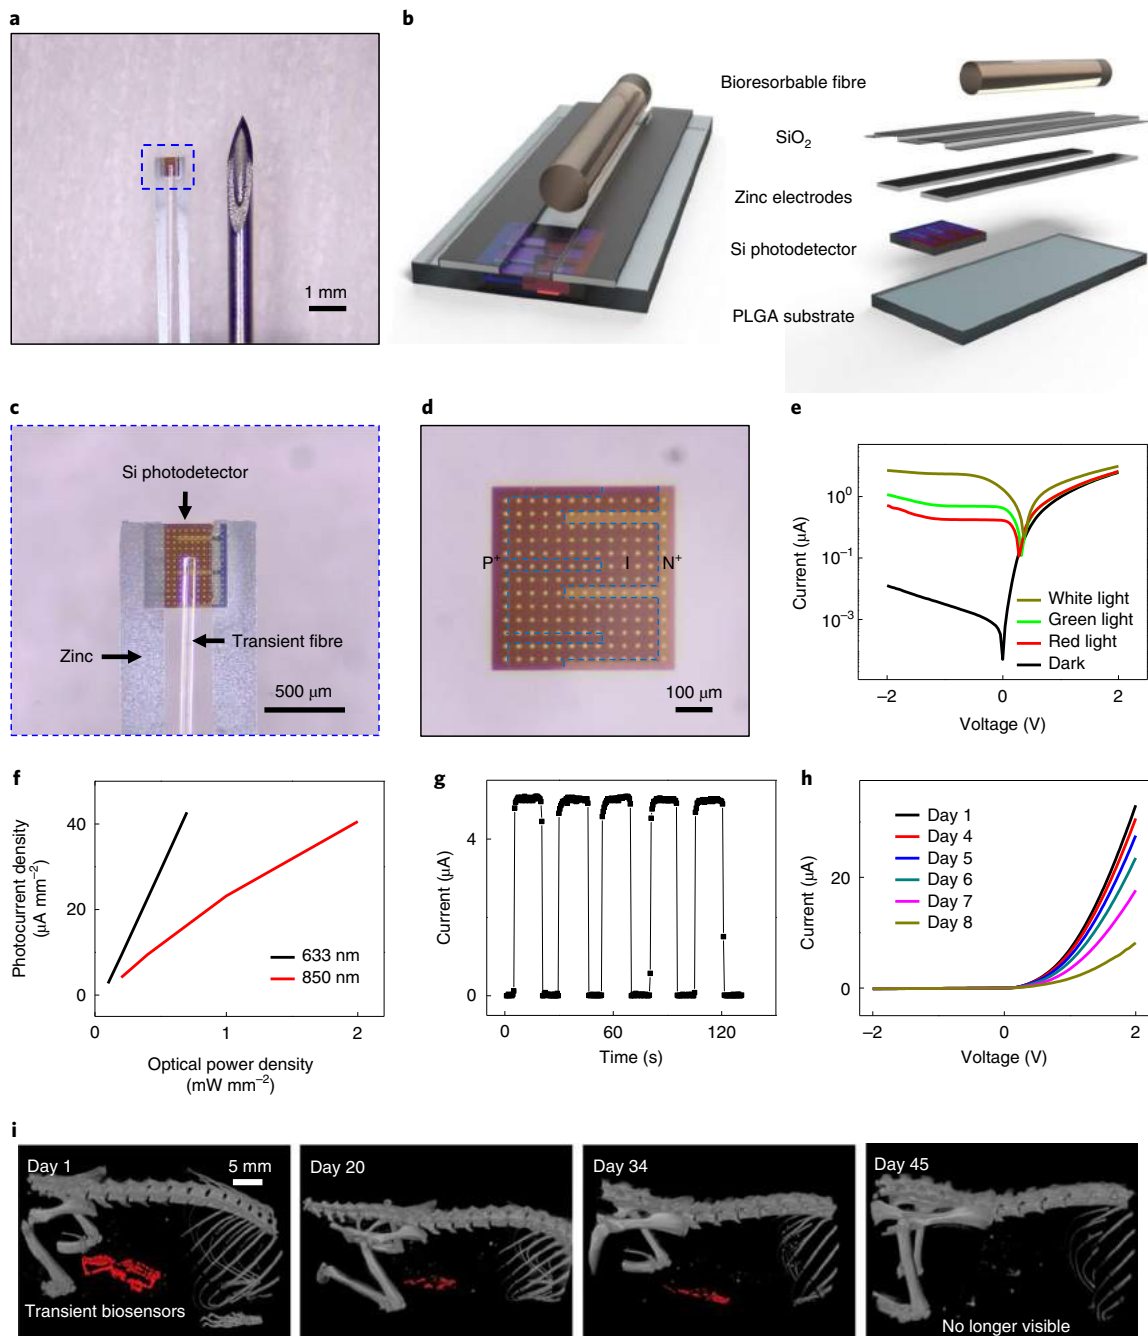 a
1 mm
b
Bioresorbable fibre
SiO2
Zinc electrodes
Si photodetector
PLGA substrate
c
Si photodetector
Transient fibre
Zinc
500 μm
d
P+
I
N+
100 μm
e
Current (μA)
10^0
10^−1
10^−3
White light
Green light
Red light
Dark
−2
0
2
Voltage (V)
f
Photocurrent density
(μA mm−2)
40
20
0
633 nm
850 nm
0
1
2
Optical power density
(mW mm−2)
g
Current (μA)
4
0
0
60
120
Time (s)
h
Current (μA)
20
0
Day 1
Day 4
Day 5
Day 6
Day 7
Day 8
−2
0
2
Voltage (V)
i
Day 1
5 mm
Transient biosensors
Day 20
Day 34
Day 45
No longer visible